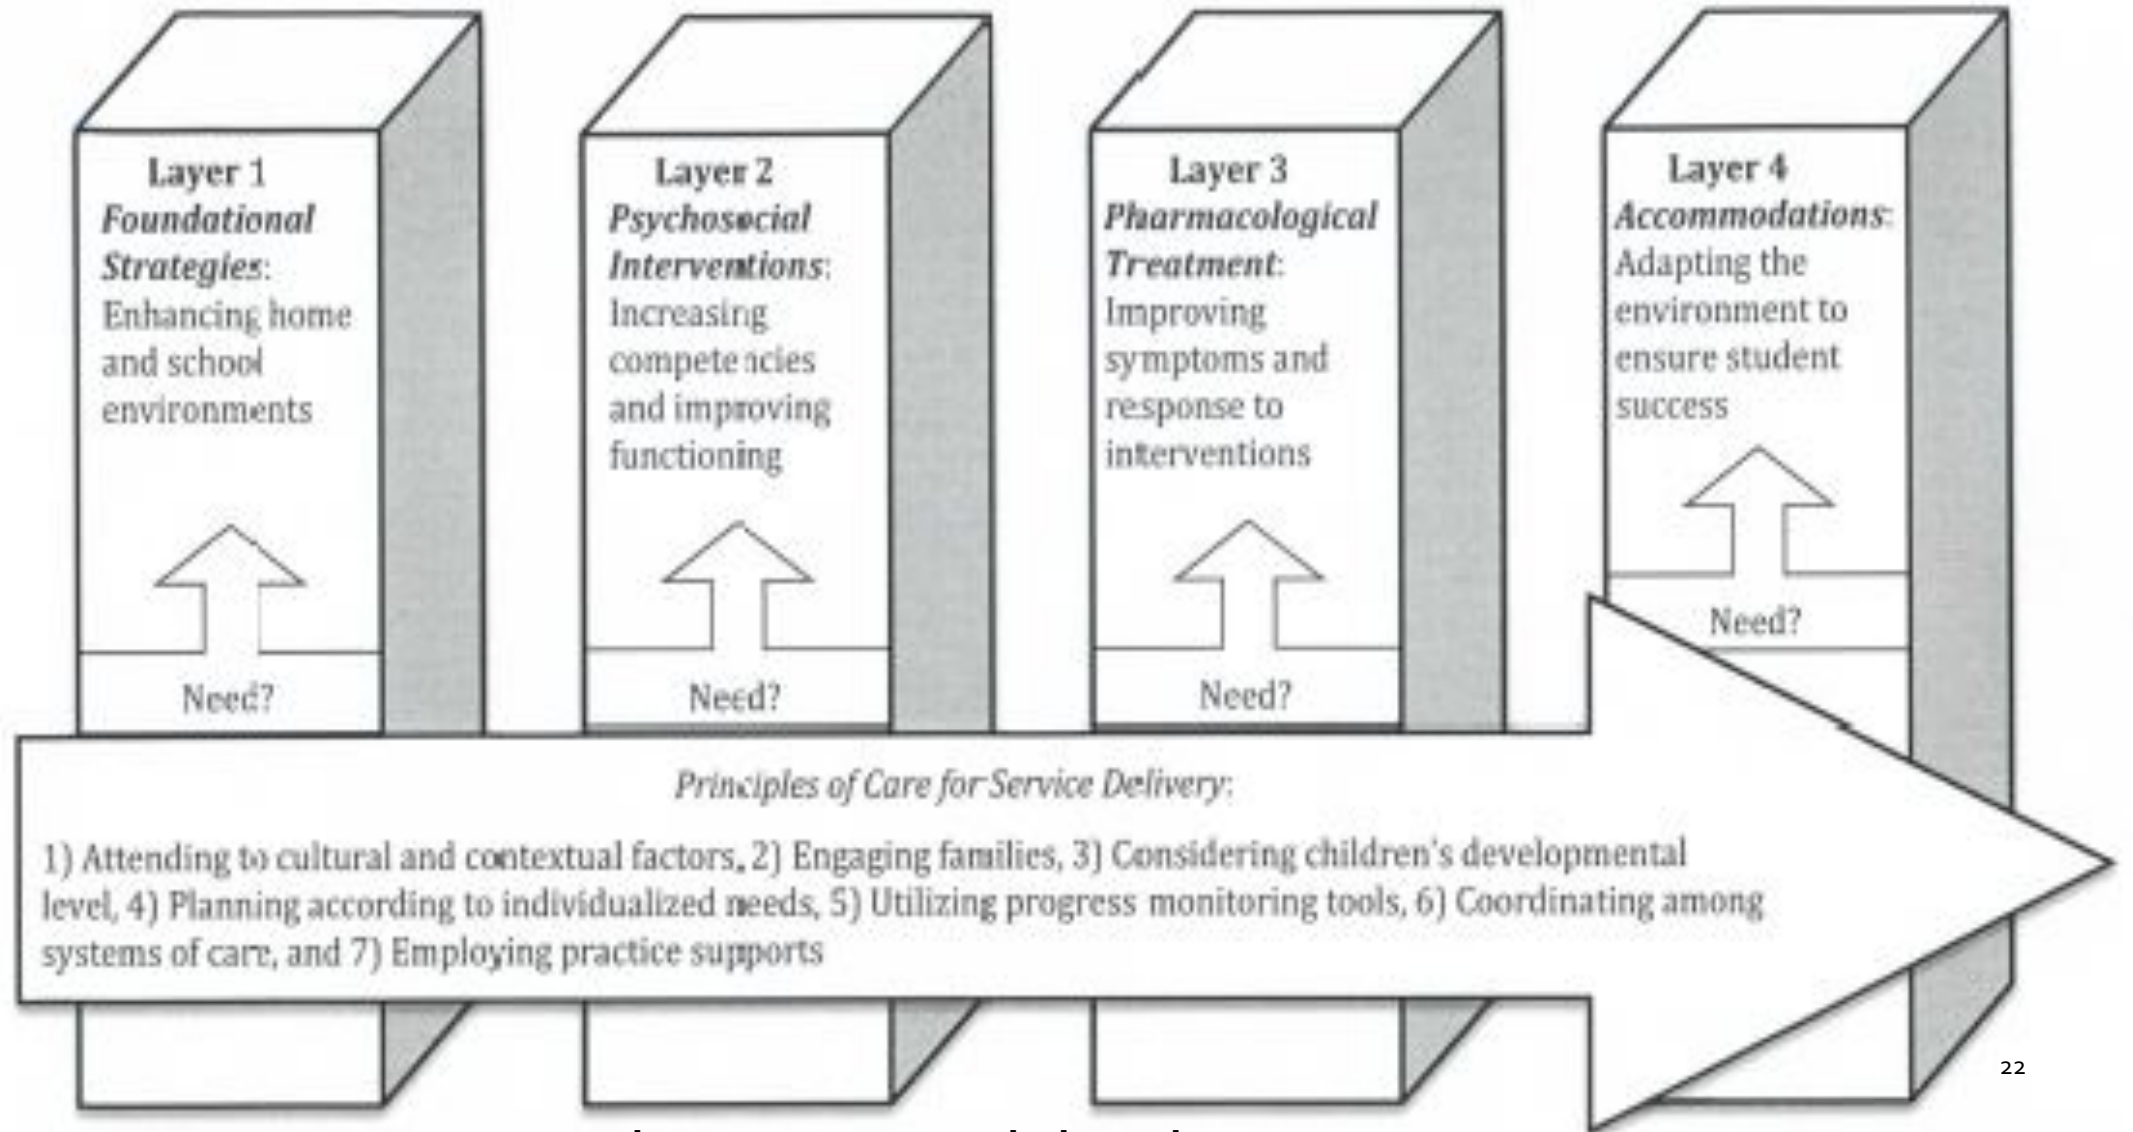 Layer 1
Foundational
Strategies:
Enhancing home
and school
environments
Need?
Layer 2
Psychosocial
Interventions:
Increasing
competencies
and improving
functioning
Need?
Layer 3
Pharmacological
Treatment:
Improving
symptoms and
response to
interventions
Need?
Layer 4
Accommodations:
Adapting the
environment to
ensure student
success
Need?
Principles of Care for Service Delivery:
1) Attending to cultural and contextual factors, 2) Engaging families, 3) Considering children's developmental
level, 4) Planning according to individualized needs, 5) Utilizing progress monitoring tools, 6) Coordinating among
systems of care, and 7) Employing practice supports
22